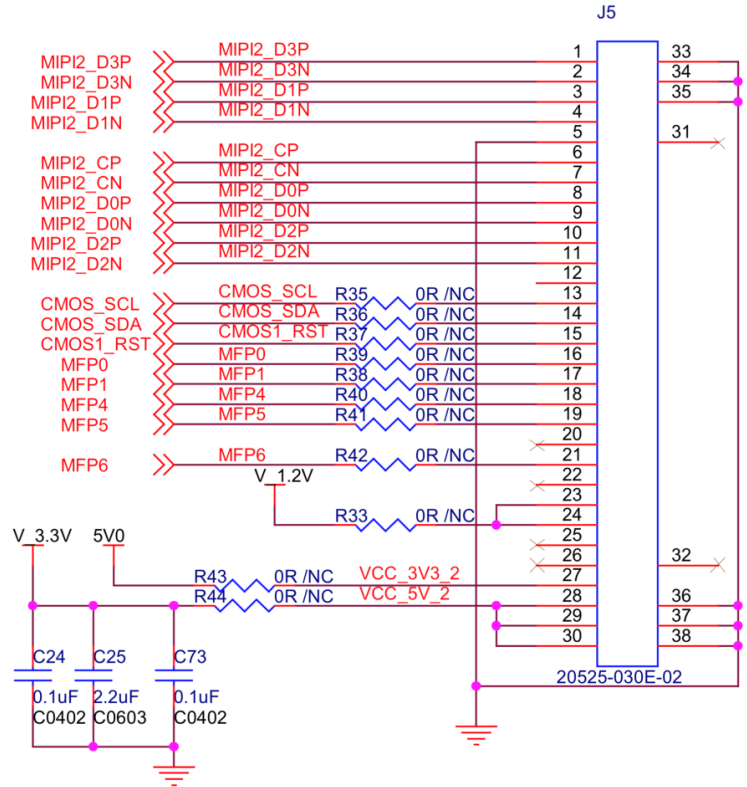 J5
MIPI2_D3P MIPI2_D3P 1 33
MIPI2_D3N MIPI2_D3N 2 34
MIPI2_D1P MIPI2_D1P 3 35
MIPI2_D1N MIPI2_D1N 4
5 31
MIPI2_CP MIPI2_CP 6
MIPI2_CN MIPI2_CN 7
MIPI2_D0P MIPI2_D0P 8
MIPI2_D0N MIPI2_D0N 9
MIPI2_D2P MIPI2_D2P 10
MIPI2_D2N MIPI2_D2N 11
12
CMOS_SCL CMOS_SCL R35 0R /NC 13
CMOS_SDA CMOS_SDA R36 0R /NC 14
CMOS1_RST CMOS1_RST R37 0R /NC 15
MFP0 MFP0 R39 0R /NC 16
MFP1 MFP1 R38 0R /NC 17
MFP4 MFP4 R40 0R /NC 18
MFP5 MFP5 R41 0R /NC 19
20
MFP6 MFP6 R42 0R /NC 21
V_1.2V 22
23
R33 0R /NC 24
V_3.3V 5V0 25
26 32
R43 0R /NC VCC_3V3_2 27
R44 0R /NC VCC_5V_2 28 36
29 37
30 38
C24 C25 C73
20525-030E-02
0.1uF 2.2uF 0.1uF
C0402 C0603 C0402